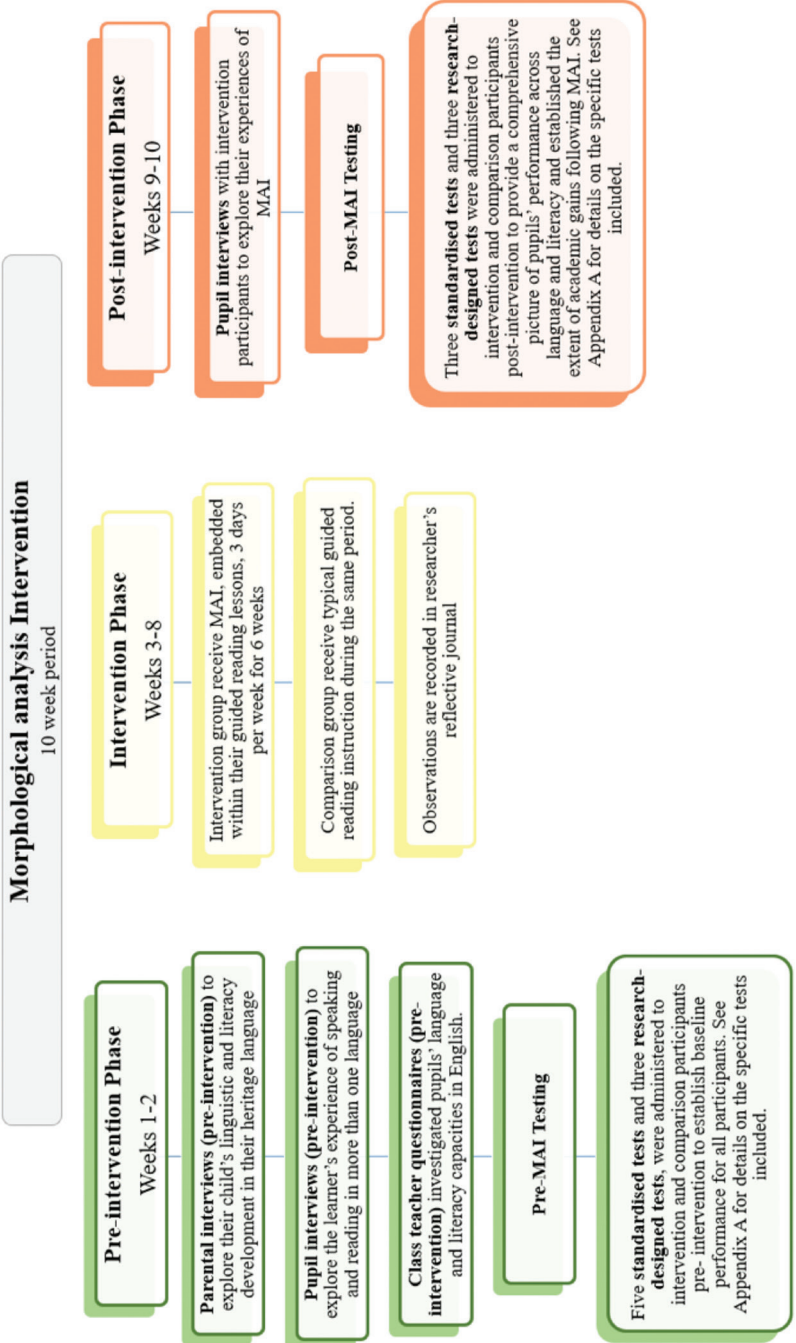 Morphological analysis Intervention
10 week period
Pre-intervention Phase
Weeks 1-2
Parental interviews (pre-intervention) to
explore their child's linguistic and literacy
development in their heritage language
Pupil interviews (pre-intervention) to
explore the learner's experience of speaking
and reading in more than one language
Class teacher questionnaires (pre-
intervention) investigated pupils' language
and literacy capacities in English.
Pre-MAI Testing
Five standardised tests and three research-
designed tests, were administered to
intervention and comparison participants
pre- intervention to establish baseline
performance for all participants. See
Appendix A for details on the specific tests
included.
Intervention Phase
Weeks 3-8
Intervention group receive MAI, embedded
within their guided reading lessons, 3 days
per week for 6 weeks
Comparison group receive typical guided
reading instruction during the same period.
Observations are recorded in researcher's
reflective journal
Post-intervention Phase
Weeks 9-10
Pupil interviews with intervention
participants to explore their experiences of
MAI
Post-MAI Testing
Three standardised tests and three research-
designed tests were administered to
intervention and comparison participants
post-intervention to provide a comprehensive
picture of pupils' performance across
language and literacy and established the
extent of academic gains following MAI. See
Appendix A for details on the specific tests
included.